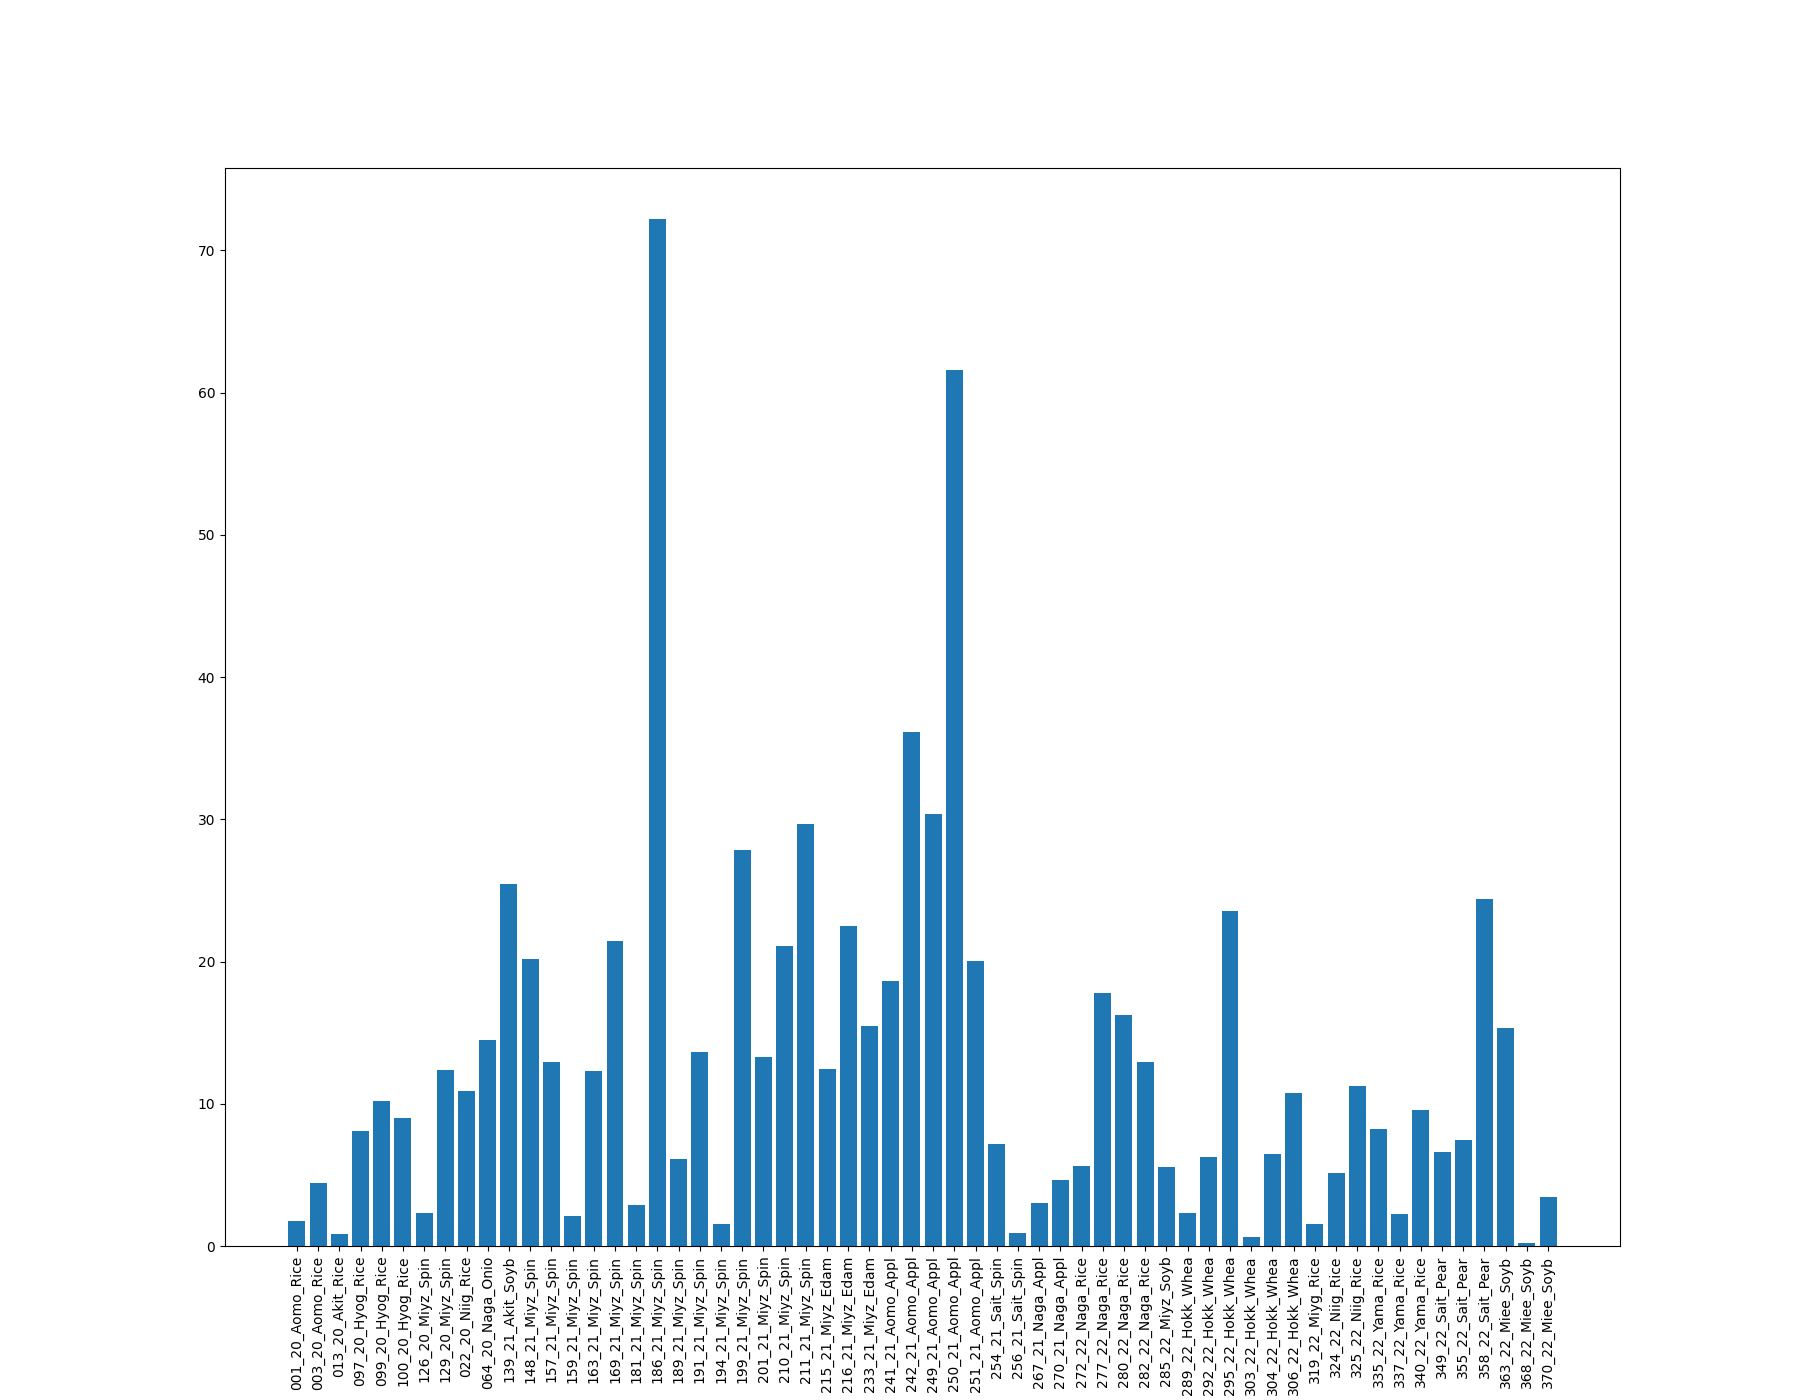 70
60
50
40
30
20
10
0
001_20_Aomo_Rice
003_20_Aomo_Rice
013_20_Akit_Rice
097_20_Hyog_Rice
099_20_Hyog_Rice
100_20_Hyog_Rice
126_20_Miyz_Spin
129_20_Miyz_Spin
022_20_Niig_Rice
064_20_Naga_Onio
139_21_Akit_Soyb
148_21_Miyz_Spin
157_21_Miyz_Spin
159_21_Miyz_Spin
163_21_Miyz_Spin
169_21_Miyz_Spin
181_21_Miyz_Spin
186_21_Miyz_Spin
189_21_Miyz_Spin
191_21_Miyz_Spin
194_21_Miyz_Spin
199_21_Miyz_Spin
201_21_Miyz_Spin
210_21_Miyz_Spin
211_21_Miyz_Spin
215_21_Miyz_Edam
216_21_Miyz_Edam
233_21_Miyz_Edam
241_21_Aomo_Appl
242_21_Aomo_Appl
249_21_Aomo_Appl
250_21_Aomo_Appl
251_21_Aomo_Appl
254_21_Sait_Spin
256_21_Sait_Spin
267_21_Naga_Appl
270_21_Naga_Appl
272_22_Naga_Rice
277_22_Naga_Rice
280_22_Naga_Rice
282_22_Naga_Rice
285_22_Miyz_Soyb
289_22_Hokk_Whea
292_22_Hokk_Whea
295_22_Hokk_Whea
303_22_Hokk_Whea
304_22_Hokk_Whea
306_22_Hokk_Whea
319_22_Miyg_Rice
324_22_Niig_Rice
325_22_Niig_Rice
335_22_Yama_Rice
337_22_Yama_Rice
340_22_Yama_Rice
349_22_Sait_Pear
355_22_Sait_Pear
358_22_Sait_Pear
363_22_Miee_Soyb
368_22_Miee_Soyb
370_22_Miee_Soyb